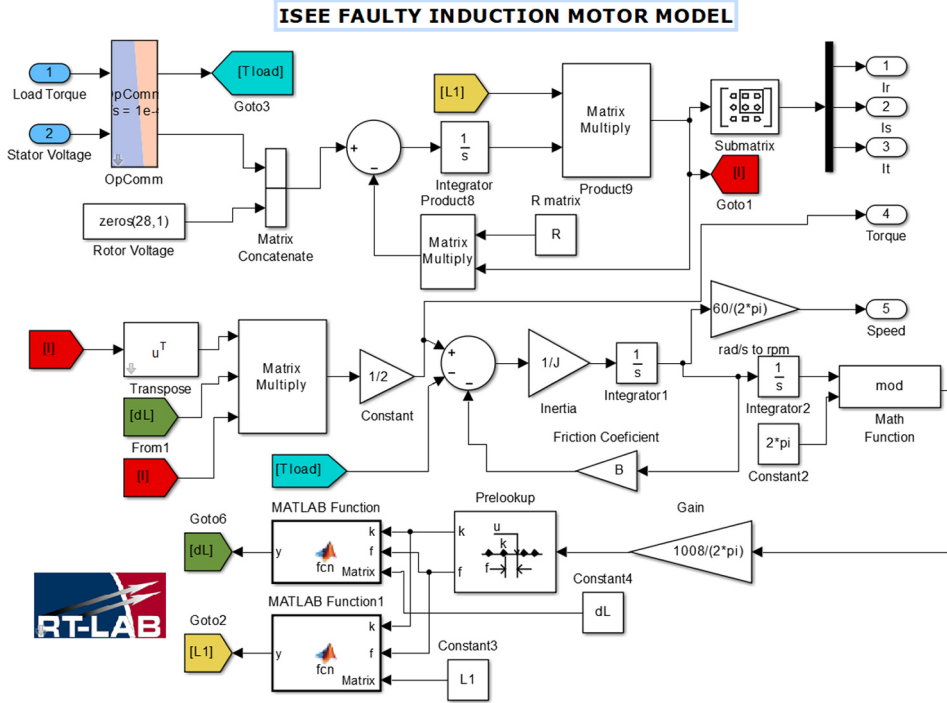 ISEE FAULTY INDUCTION MOTOR MODEL
1
Load Torque
2
Stator Voltage
OpComm
s = 1e-
OpComm
[Tload]
Goto3
zeros(28,1)
Rotor Voltage
Matrix
Concatenate
+
−
[L1]
1
s
Integrator
Product8
Matrix
Multiply
Product9
Matrix
Multiply
R matrix
R
Submatrix
[I]
Goto1
1
Ir
2
Is
3
It
4
Torque
5
Speed
[I]
u^T
Transpose
[dL]
From1
[I]
Matrix
Multiply
1/2
Constant
[Tload]
+
−
−
1/J
Inertia
1
s
Integrator1
60/(2*pi)
rad/s to rpm
1
s
Integrator2
2*pi
Constant2
mod
Math
Function
Friction Coeficient
B
Goto6
[dL]
MATLAB Function
y
fcn
k
f
Matrix
Prelookup
u
k
f
k
f
Gain
1008/(2*pi)
Constant4
dL
Goto2
[L1]
MATLAB Function1
y
fcn
k
f
Matrix
Constant3
L1
RT-LAB